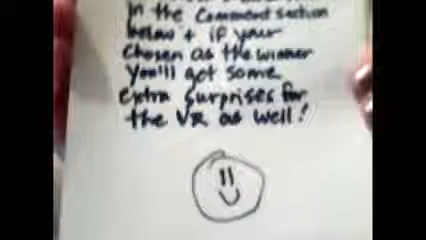 in the comment section
below + if your
chosen as the winner
you'll get some
extra surprises for
the VR as well!